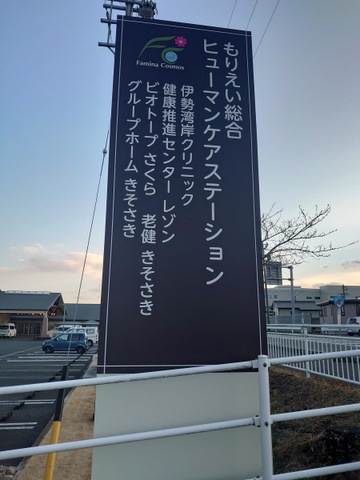 Famina Cosmos
もりえい総合
ヒューマンケアステーション
伊勢湾岸クリニック
健康推進センター レゾン
ビオトープ さくら　老健 きそさき
グループホーム きそさき